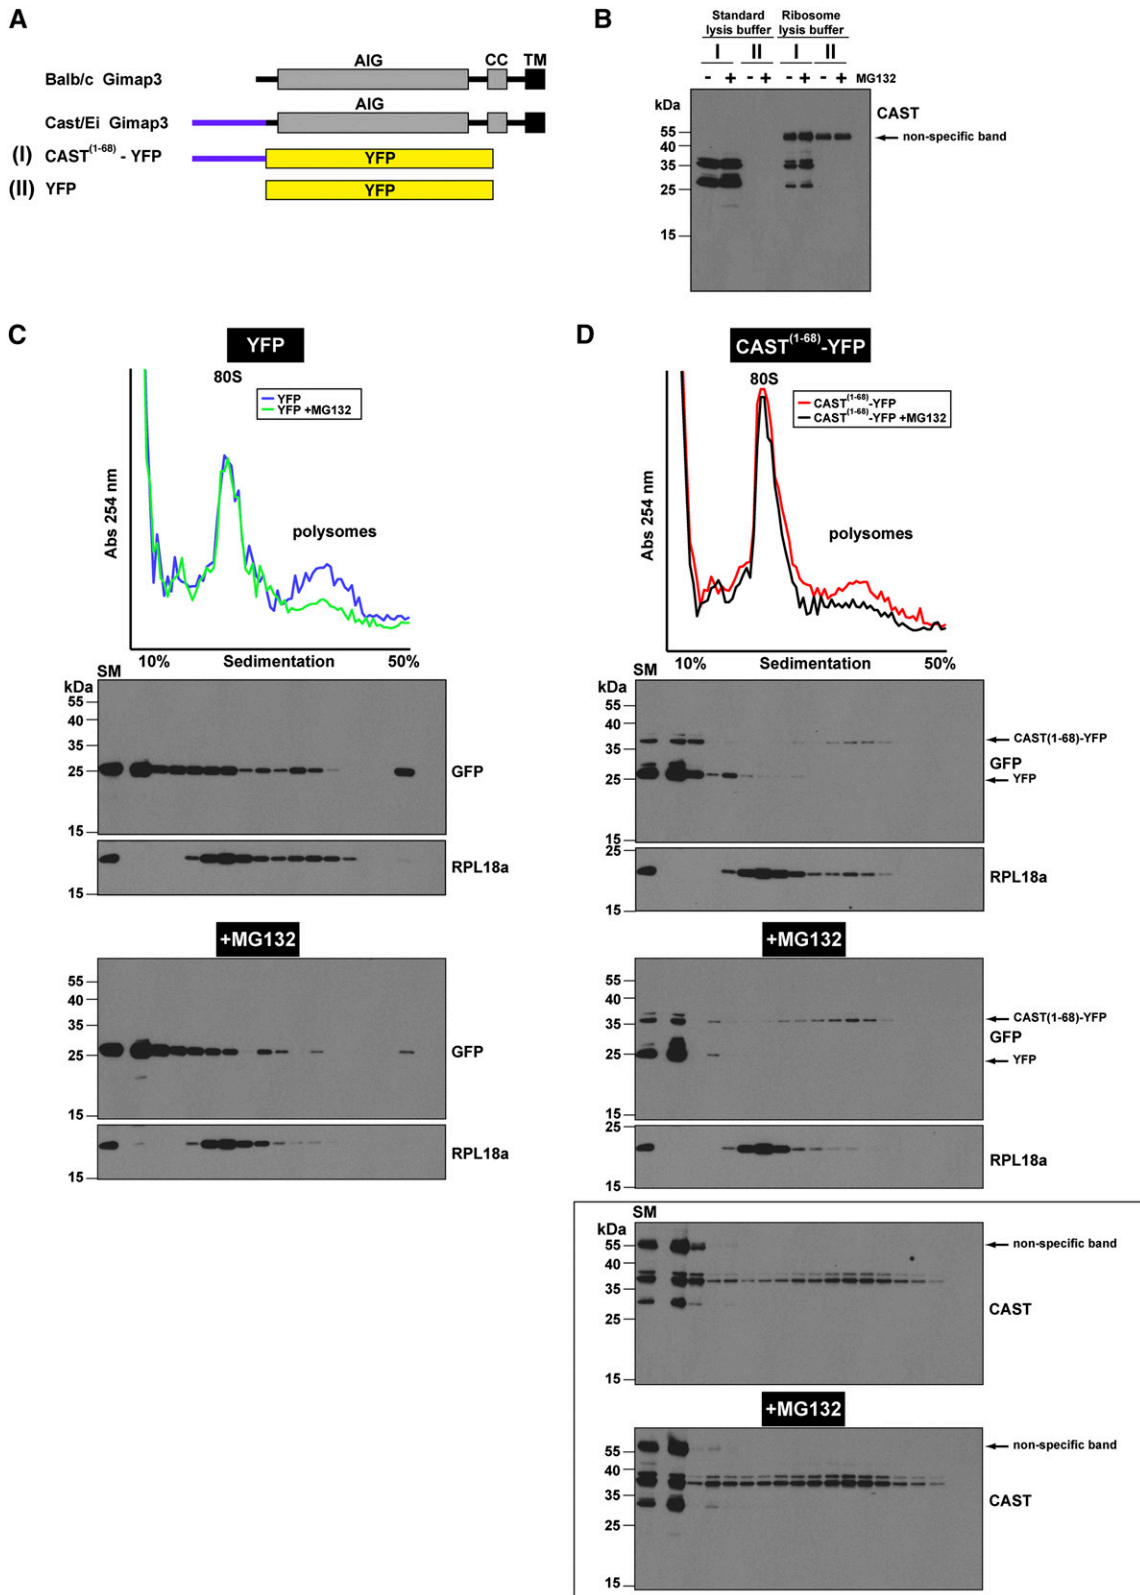 A
AIG CC TM
Balb/c Gimap3
AIG
Cast/Ei Gimap3
(I) CAST(1-68) - YFP YFP
(II) YFP YFP
B
Standard lysis buffer
Ribosome lysis buffer
I II I II
- + - + - + - + MG132
kDa
CAST
55
non-specific band
40
35
25
15
C
YFP
80S
YFP
YFP +MG132
Abs 254 nm
polysomes
10% Sedimentation 50%
SM
kDa
55
40
35
25
GFP
15
RPL18a
15
+MG132
55
40
35
25
GFP
15
RPL18a
15
D
CAST(1-68)-YFP
80S
CAST(1-68)-YFP
CAST(1-68)-YFP +MG132
Abs 254 nm
polysomes
10% Sedimentation 50%
SM
kDa
55
40
CAST(1-68)-YFP
35
GFP
25
YFP
15
25
RPL18a
15
+MG132
55
40
CAST(1-68)-YFP
35
GFP
25
YFP
15
25
RPL18a
15
SM
kDa
55
non-specific band
40
35
CAST
25
15
+MG132
55
non-specific band
40
35
CAST
25
15